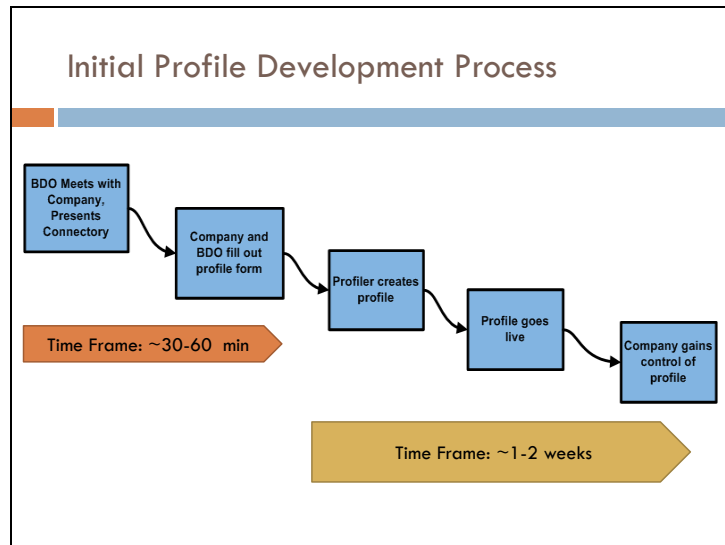 Initial Profile Development Process
BDO Meets with
Company,
Presents
Connectory
Company and
BDO fill out
profile form
Profiler creates
profile
Profile goes
live
Company gains
control of
profile
Time Frame: ~30-60 min
Time Frame: ~1-2 weeks